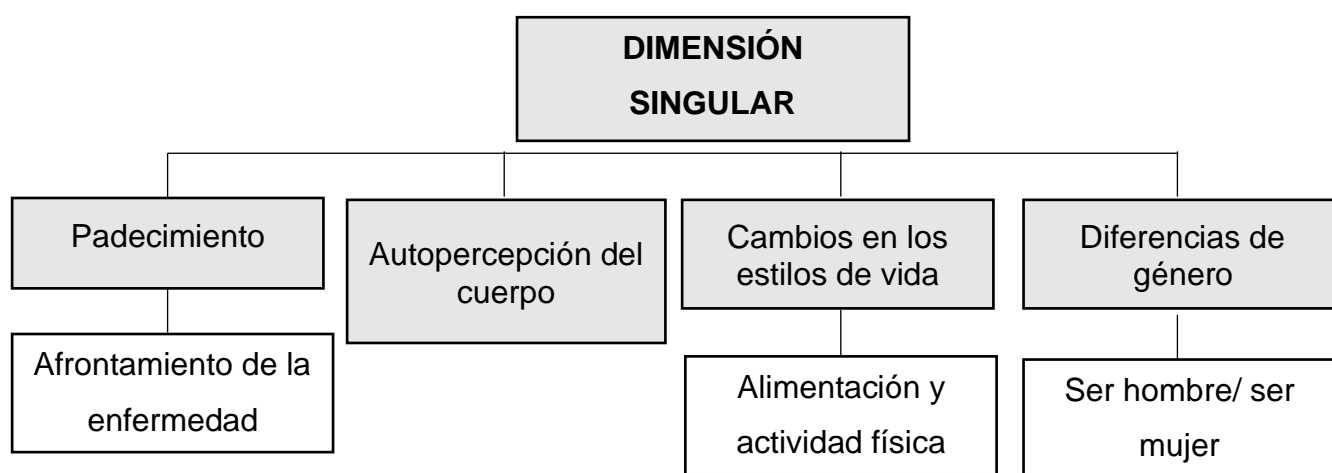 DIMENSIÓN
SINGULAR
Padecimiento
Autopercepción del
cuerpo
Cambios en los
estilos de vida
Diferencias de
género
Afrontamiento de la
enfermedad
Alimentación y
actividad física
Ser hombre/ ser
mujer